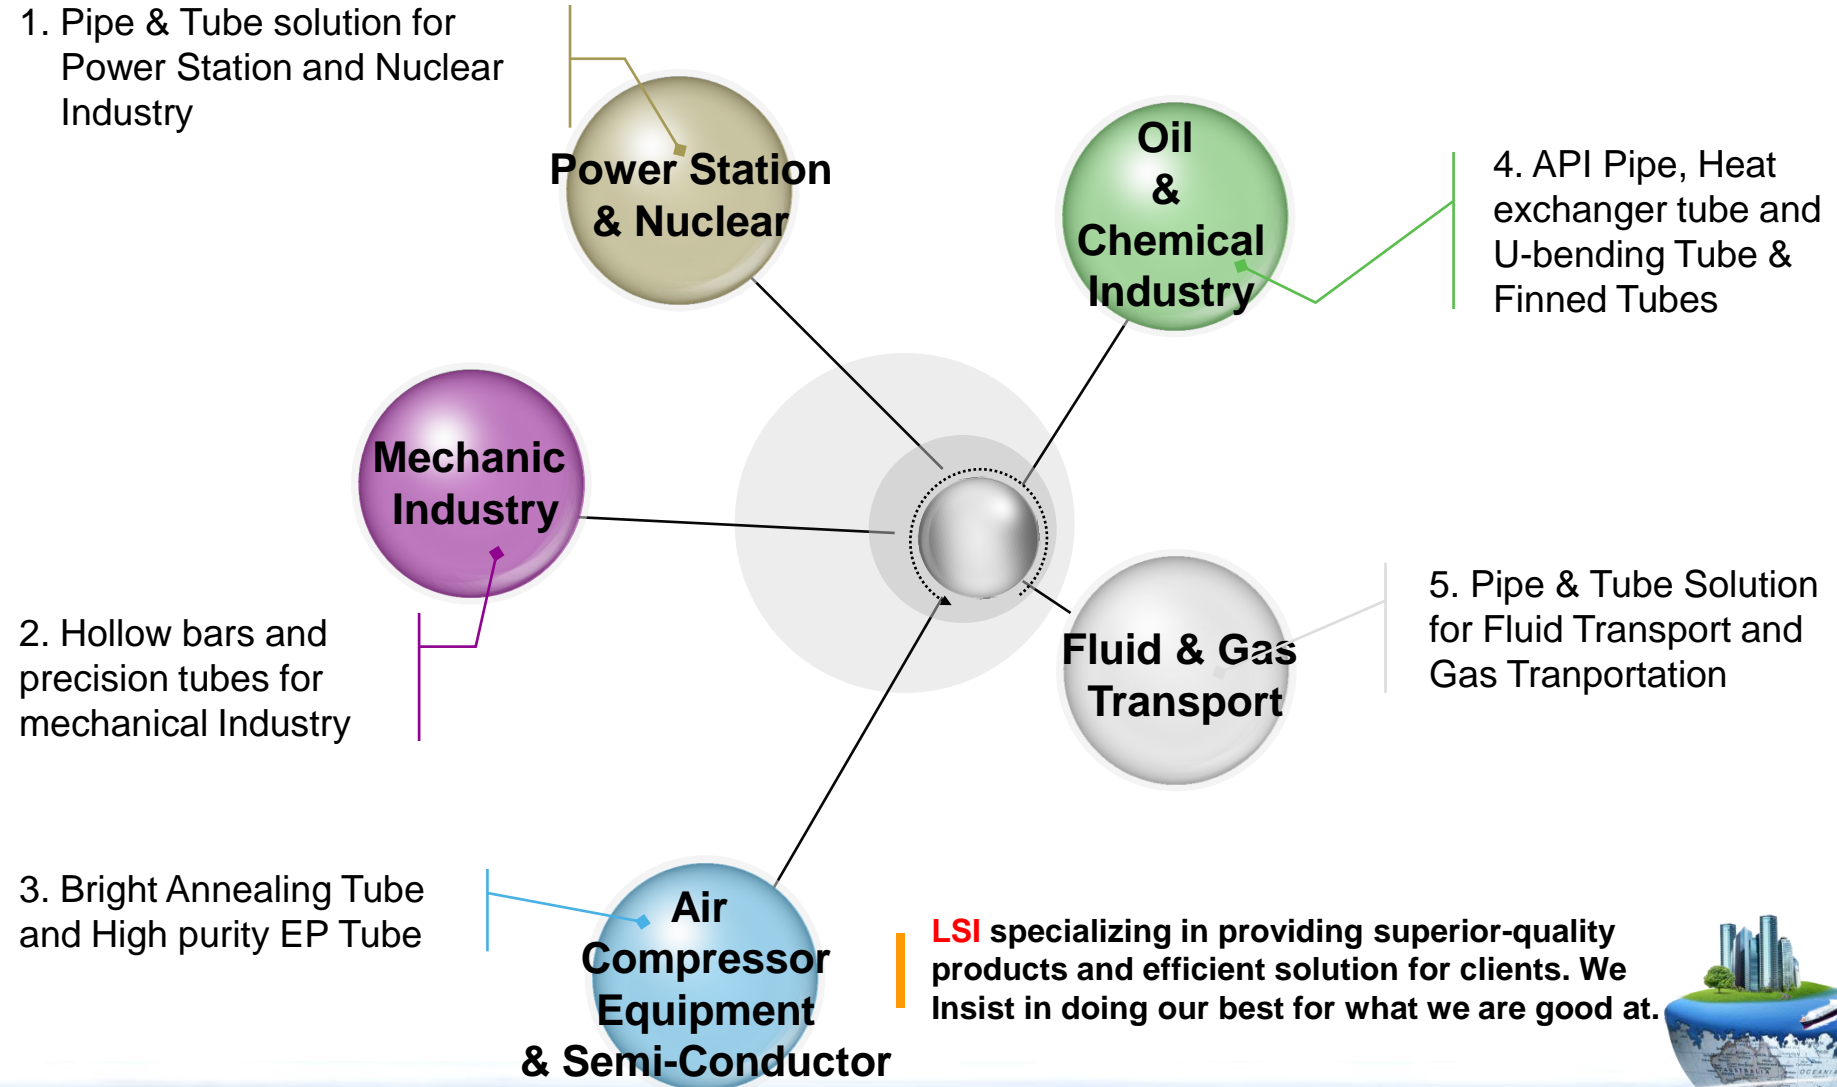 1. Pipe & Tube solution for
Power Station and Nuclear
Industry
Power Station
& Nuclear
Oil
&
Chemical
Industry
4. API Pipe, Heat
exchanger tube and
U-bending Tube &
Finned Tubes
Mechanic
Industry
2. Hollow bars and
precision tubes for
mechanical Industry
Fluid & Gas
Transport
5. Pipe & Tube Solution
for Fluid Transport and
Gas Tranportation
3. Bright Annealing Tube
and High purity EP Tube
Air
Compressor
Equipment
& Semi-Conductor
LSI specializing in providing superior-quality
products and efficient solution for clients. We
Insist in doing our best for what we are good at.
AUSTRALIA
OCEANIA